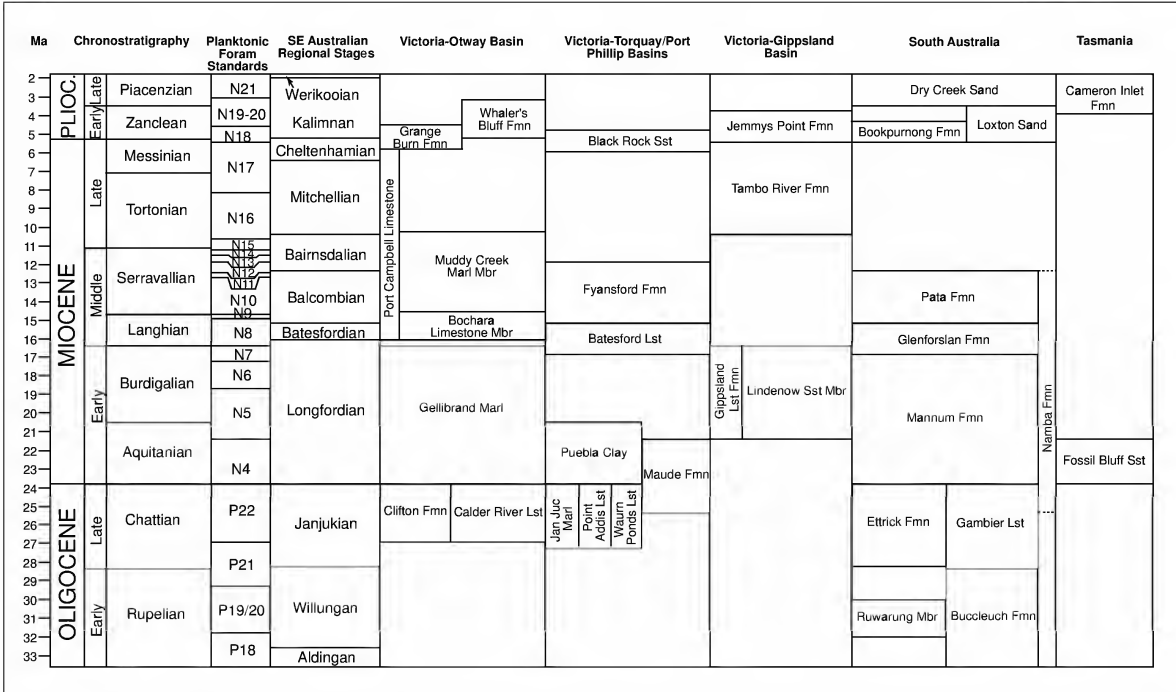 Ma
Chronostratigraphy
Planktonic
Foram
Standards
SE Australian
Regional Stages
Victoria-Otway Basin
Victoria-Torquay/Port
Phillip Basins
Victoria-Gippsland
Basin
South Australia
Tasmania
2
3
4
5
6
7
8
9
10
11
12
13
14
15
16
17
18
19
20
21
22
23
24
25
26
27
28
29
30
31
32
33
PLIOC.
MIOCENE
OLIGOCENE
Late
Early
Late
Middle
Early
Late
Early
Piacenzian
Zanclean
Messinian
Tortonian
Serravallian
Langhian
Burdigalian
Aquitanian
Chattian
Rupelian
N21
N19-20
N18
N17
N16
N15
N14
N13
N12
N11
N10
N9
N8
N7
N6
N5
N4
P22
P21
P19/20
P18
Werikooian
Kalimnan
Cheltenhamian
Mitchellian
Bairnsdalian
Balcombian
Batesfordian
Longfordian
Janjukian
Willungan
Aldingan
Whaler's
Bluff Fmn
Grange
Burn Fmn
Port Campbell Limestone
Muddy Creek
Marl Mbr
Bochara
Limestone Mbr
Gellibrand Marl
Clifton Fmn
Calder River Lst
Black Rock Sst
Fyansford Fmn
Batesford Lst
Puebla Clay
Maude Fmn
Jan Juc
Marl
Point
Addis Lst
Waurn
Ponds Lst
Jemmys Point Fmn
Tambo River Fmn
Gippsland
Lst Fmn
Lindenow Sst Mbr
Dry Creek Sand
Bookpurnong Fmn
Loxton Sand
Pata Fmn
Glenforslan Fmn
Mannum Fmn
Namba Fmn
Ettrick Fmn
Gambier Lst
Ruwarung Mbr
Buccleuch Fmn
Cameron Inlet
Fmn
Fossil Bluff Sst